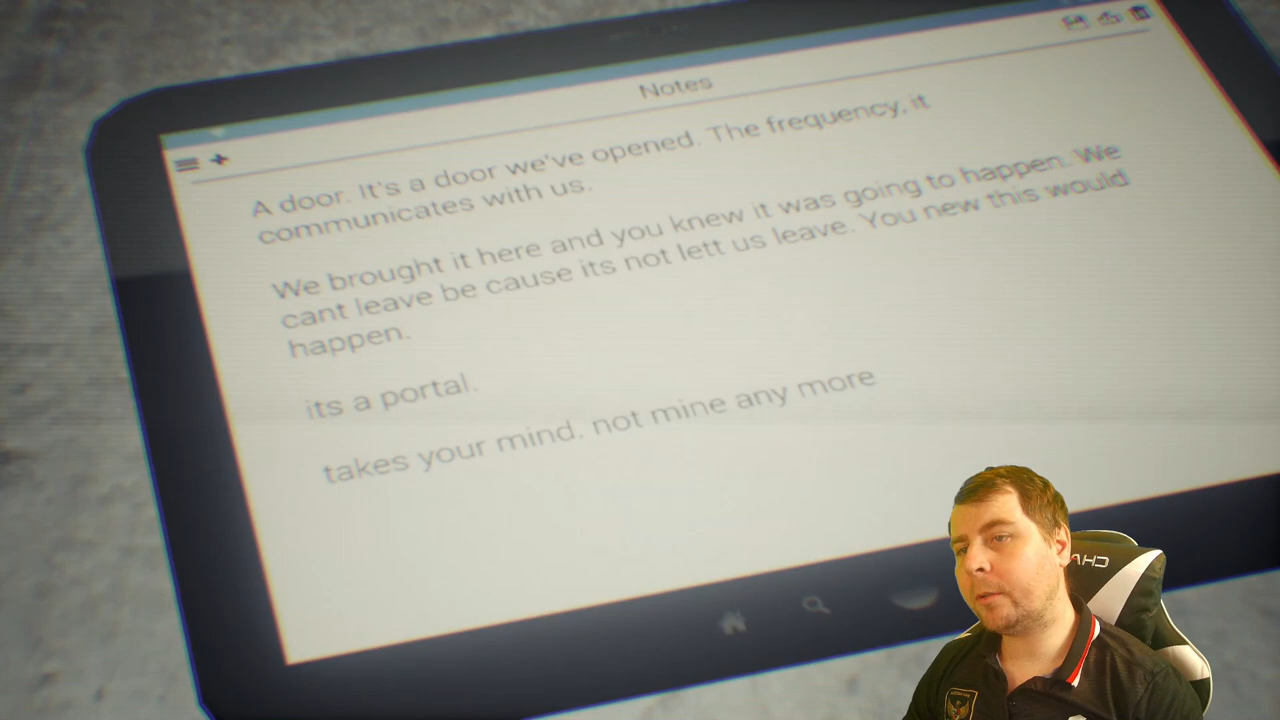 Notes
A door. It's a door we've opened. The frequency, it
communicates with us.
We brought it here and you knew it was going to happen. We
cant leave be cause its not lett us leave. You new this would
happen.
its a portal.
takes your mind. not mine any more